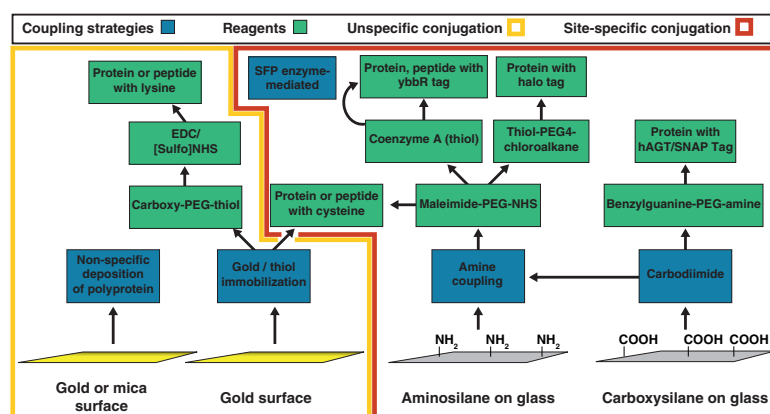 Coupling strategies
Reagents
Unspecific conjugation
Site-specific conjugation
Protein or peptide
with lysine
SFP enzyme-
mediated
Protein, peptide with
ybbR tag
Protein with
halo tag
EDC/
[Sulfo]NHS
Coenzyme A (thiol)
Thiol-PEG4-
chloroalkane
Protein with
hAGT/SNAP Tag
Carboxy-PEG-thiol
Protein or peptide
with cysteine
Maleimide-PEG-NHS
Benzylguanine-PEG-amine
Non-specific
deposition
of polyprotein
Gold / thiol
immobilization
Amine
coupling
Carbodiimide
NH2
NH2
NH2
COOH
COOH
COOH
Gold or mica
surface
Gold surface
Aminosilane on glass
Carboxysilane on glass